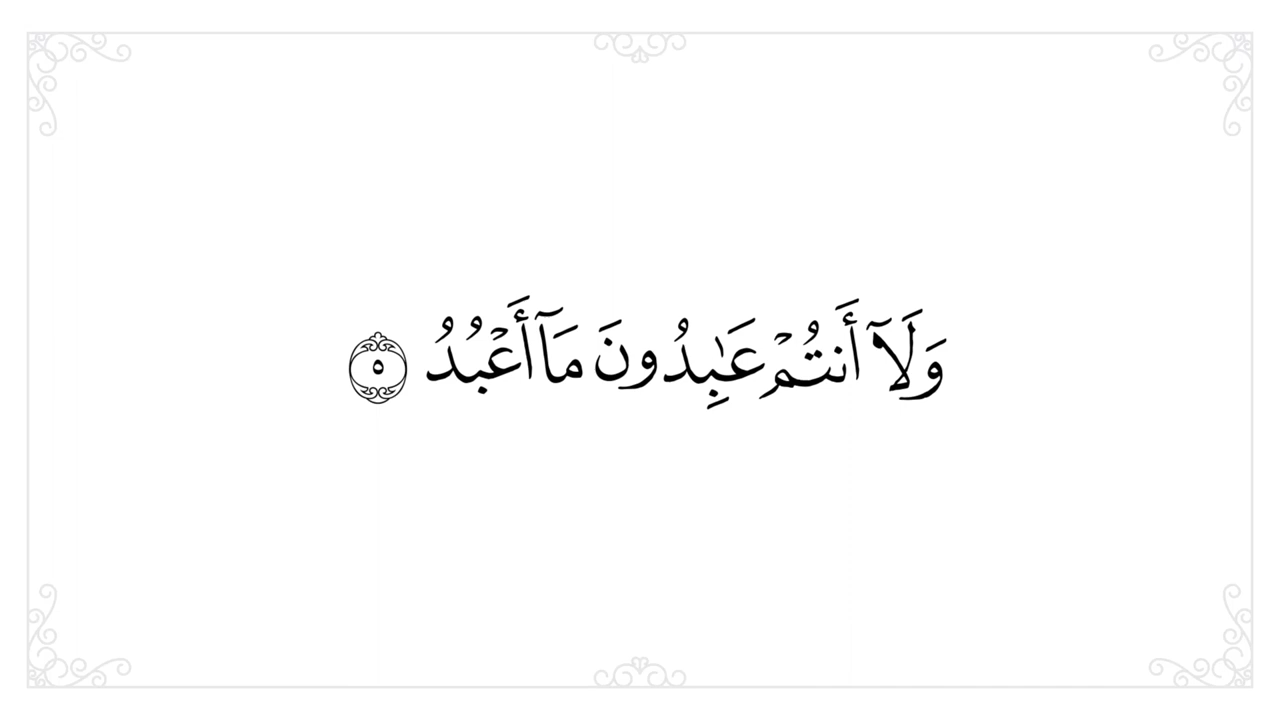 وَلَآ أَنتُمۡ عَٰبِدُونَ مَآ أَعۡبُدُ ٥